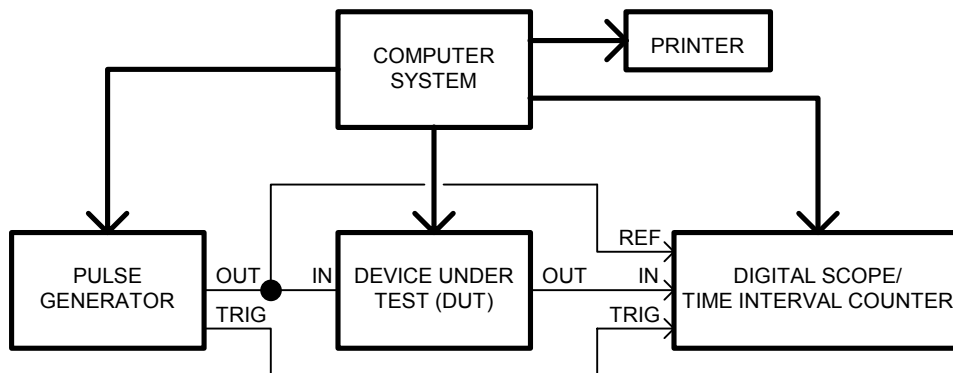 COMPUTER
SYSTEM
PRINTER
PULSE
GENERATOR
OUT
TRIG
IN
DEVICE UNDER
TEST (DUT)
OUT
REF
IN
TRIG
DIGITAL SCOPE/
TIME INTERVAL COUNTER